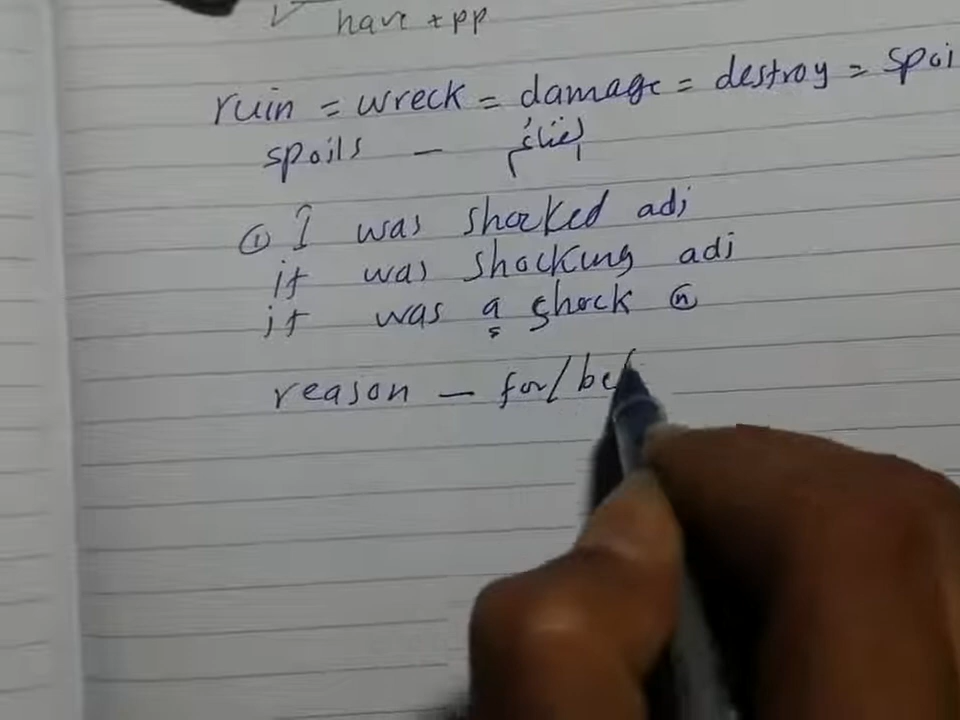 have + pp
ruin = wreck = damage = destroy = spoi
spoils – غنائم
① I was shocked adj
it was shocking adj
it was a shock ⓝ
s
reason – for/be